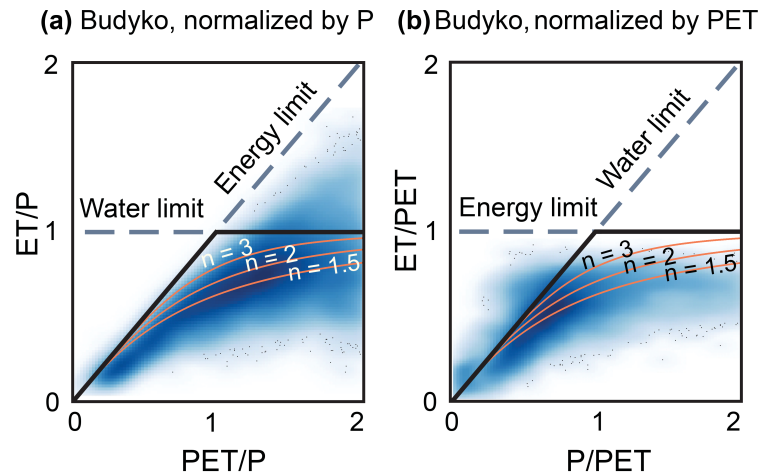 (a) Budyko, normalized by P
2
Energy limit
Water limit
ET/P
1
n = 3
n = 2
n = 1.5
0
0
1
2
PET/P
(b) Budyko, normalized by PET
2
Water limit
Energy limit
ET/PET
1
n = 3
n = 2
n = 1.5
0
0
1
2
P/PET